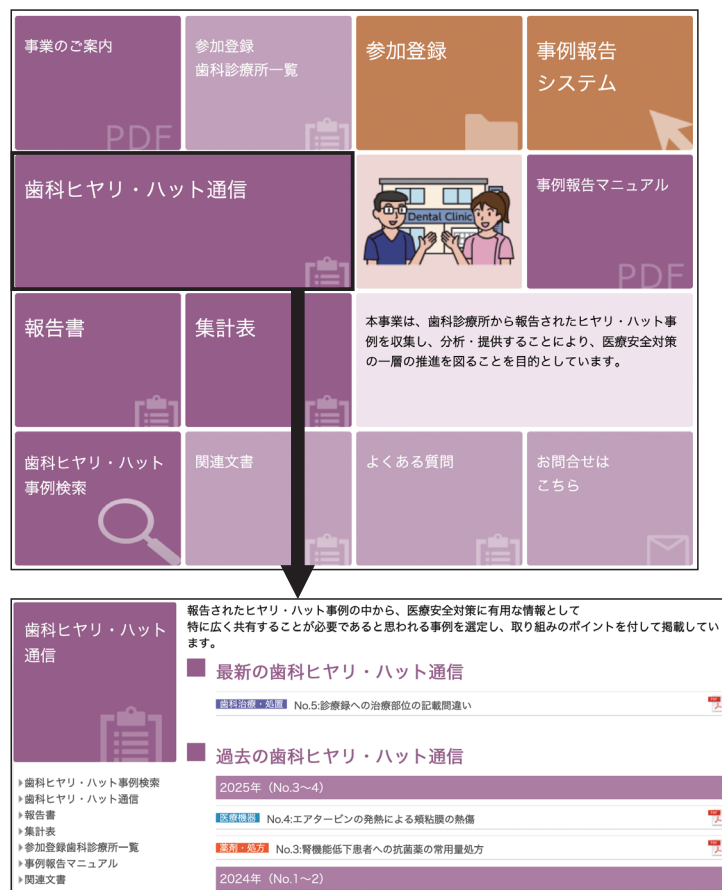 事業のご案内
PDF
参加登録
歯科診療所一覧
参加登録
事例報告
システム
歯科ヒヤリ・ハット通信
Dental Clinic
事例報告マニュアル
PDF
報告書
集計表
本事業は、歯科診療所から報告されたヒヤリ・ハット事
例を収集し、分析・提供することにより、医療安全対策
の一層の推進を図ることを目的としています。
歯科ヒヤリ・ハット
事例検索
関連文書
よくある質問
お問合せは
こちら
歯科ヒヤリ・ハット
通信
報告されたヒヤリ・ハット事例の中から、医療安全対策に有用な情報として
特に広く共有することが必要であると思われる事例を選定し、取り組みのポイントを付して掲載してい
ます。
最新の歯科ヒヤリ・ハット通信
歯科治療・処置 No.5:診療録への治療部位の記載間違い
過去の歯科ヒヤリ・ハット通信
2025年（No.3〜4）
医療機器 No.4:エアタービンの発熱による頬粘膜の熱傷
薬剤・処方 No.3:腎機能低下患者への抗菌薬の常用量処方
2024年（No.1〜2）
歯科ヒヤリ・ハット事例検索
歯科ヒヤリ・ハット通信
報告書
集計表
参加登録歯科診療所一覧
事例報告マニュアル
関連文書